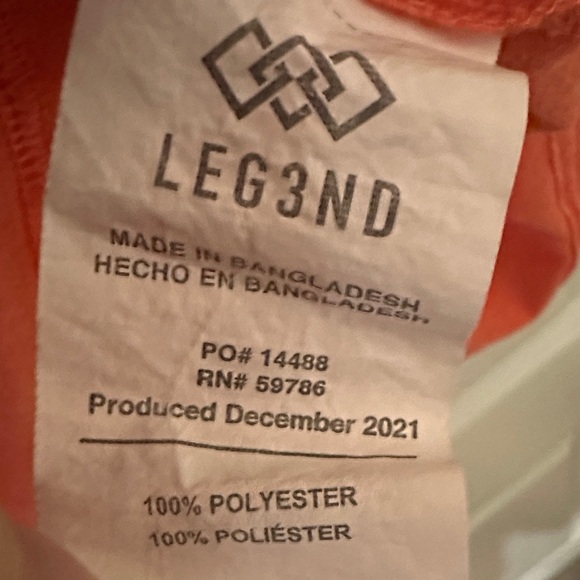 LEG3ND
MADE IN BANGLADESH
HECHO EN BANGLADESH
PO# 14488
RN# 59786
Produced December 2021
100% POLYESTER
100% POLIÉSTER